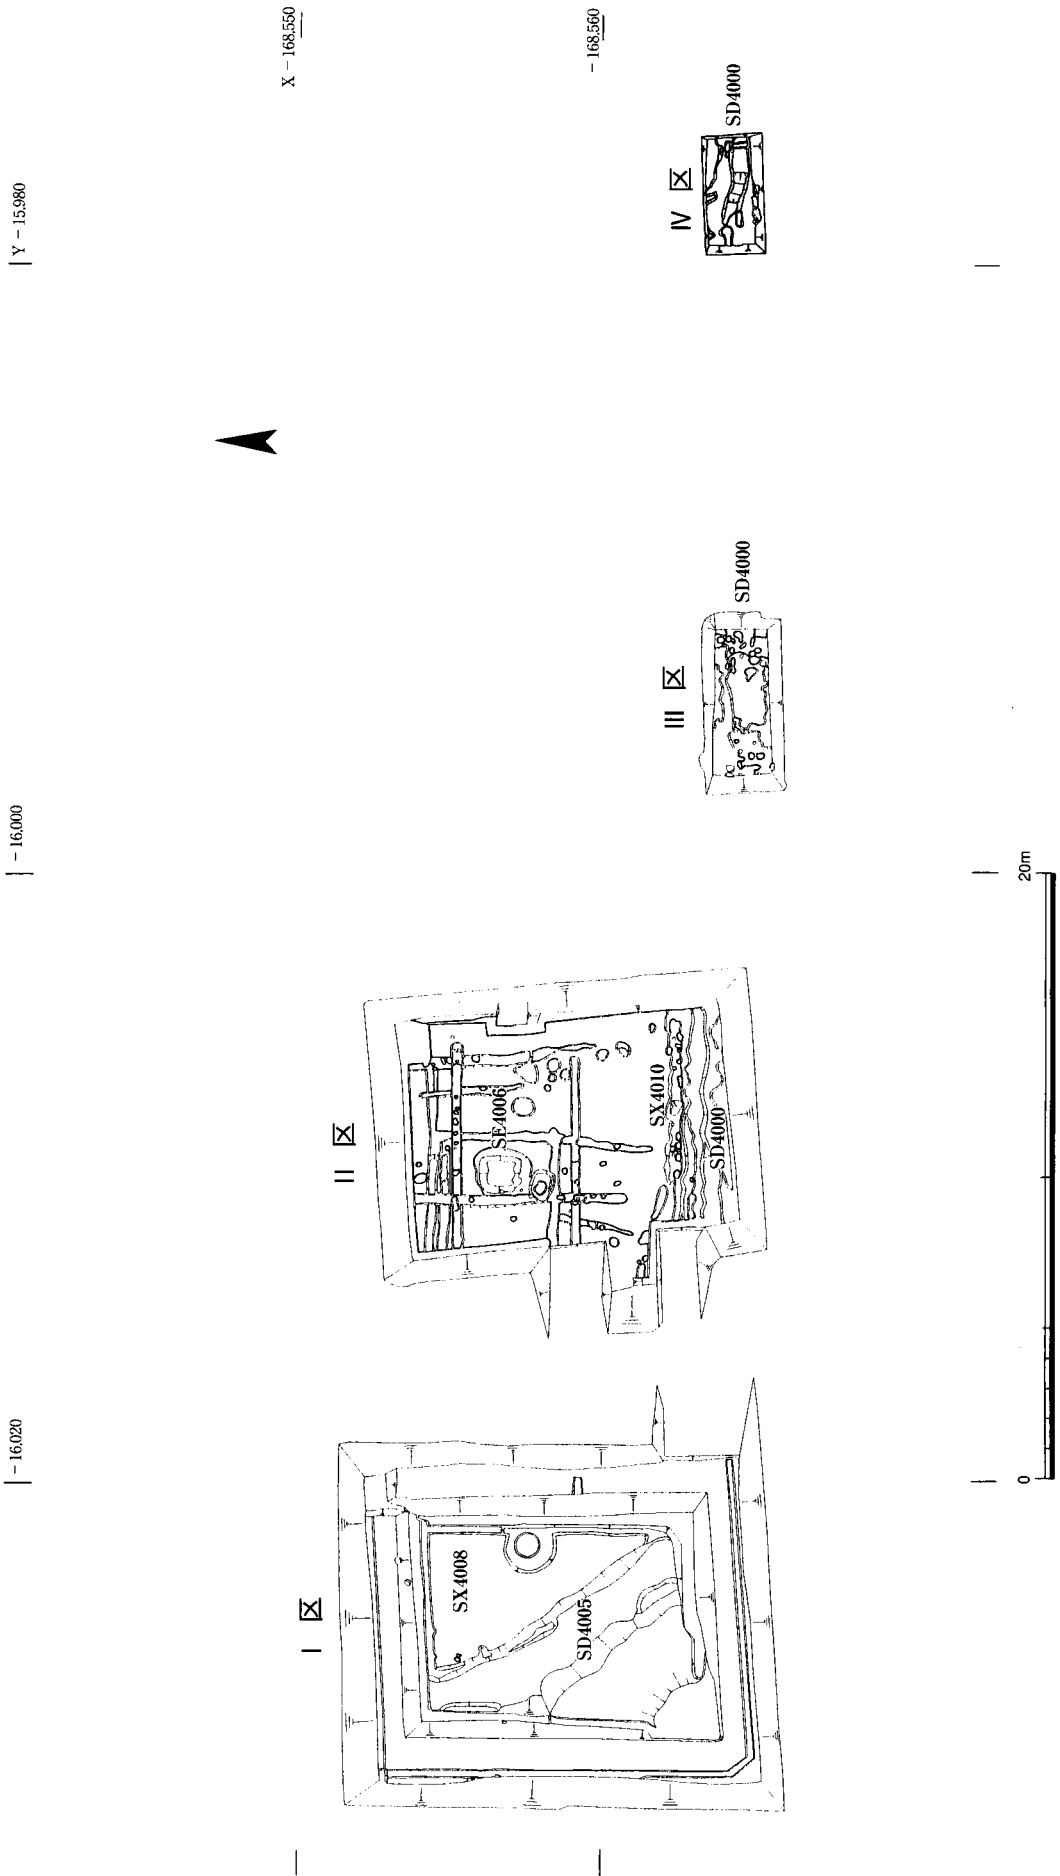 X －168.550
－168.560
Y －15.980
－16.000
－16.020
I 区
SX4008
SD4005
II 区
SE4006
SX4010
SD4000
III 区
SD4000
IV 区
SD4000
0
20m